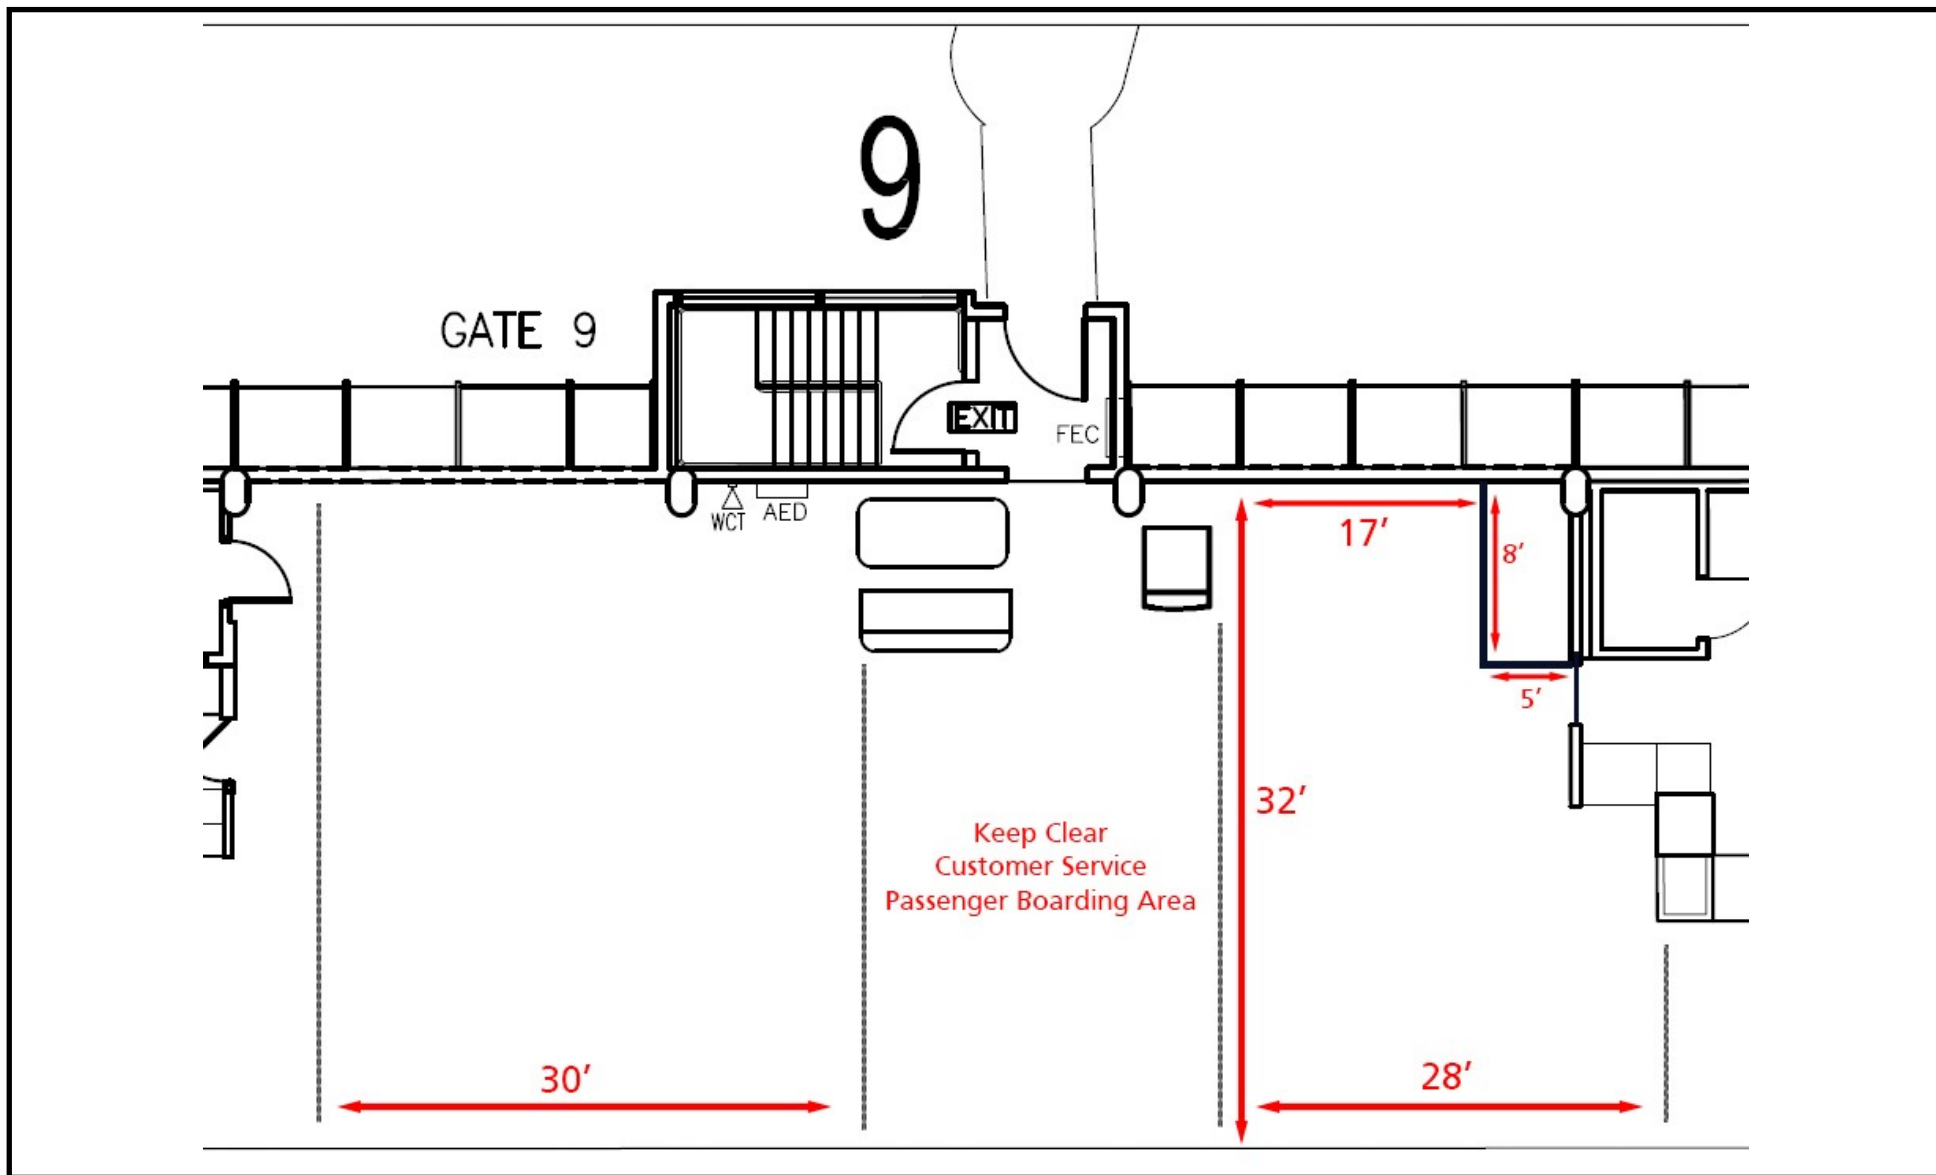 9
GATE 9
EXIT
FEC
WCT
AED
17’
8’
5’
32’
Keep Clear
Customer Service
Passenger Boarding Area
30’
28’